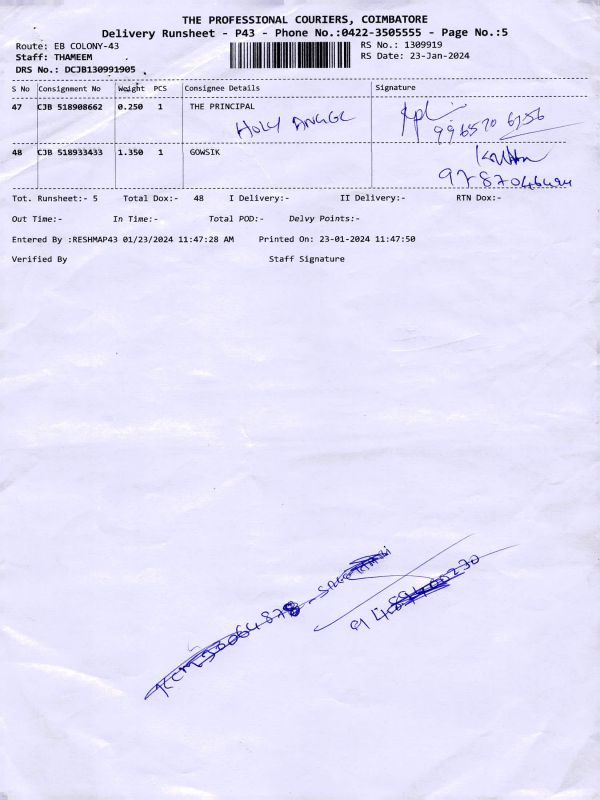 THE PROFESSIONAL COURIERS, COIMBATORE
Delivery Runsheet - P43 - Phone No.:0422-3505555 - Page No.:5
Route: EB COLONY-43 RS No.: 1309919
Staff: THAMEEM RS Date: 23-Jan-2024
DRS No.: DCJB130991905
S No Consignment No Weight PCS Consignee Details Signature
47 CJB 518908662 0.250 1 THE PRINCIPAL
HOLY ANGEL 9965706756
48 CJB 518933433 1.350 1 GOWSIK
Tot. Runsheet:- 5 Total Dox:- 48 I Delivery:- II Delivery:- RTN Dox:-
Out Time:- In Time:- Total POD:- Delvy Points:-
Entered By :RESHMAP43 01/23/2024 11:47:28 AM Printed On: 23-01-2024 11:47:50
Verified By Staff Signature